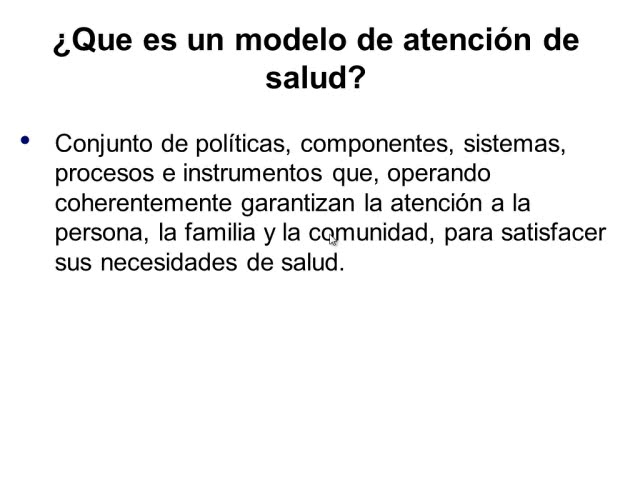 ¿Que es un modelo de atención de
salud?
• Conjunto de políticas, componentes, sistemas,
procesos e instrumentos que, operando
coherentemente garantizan la atención a la
persona, la familia y la comunidad, para satisfacer
sus necesidades de salud.